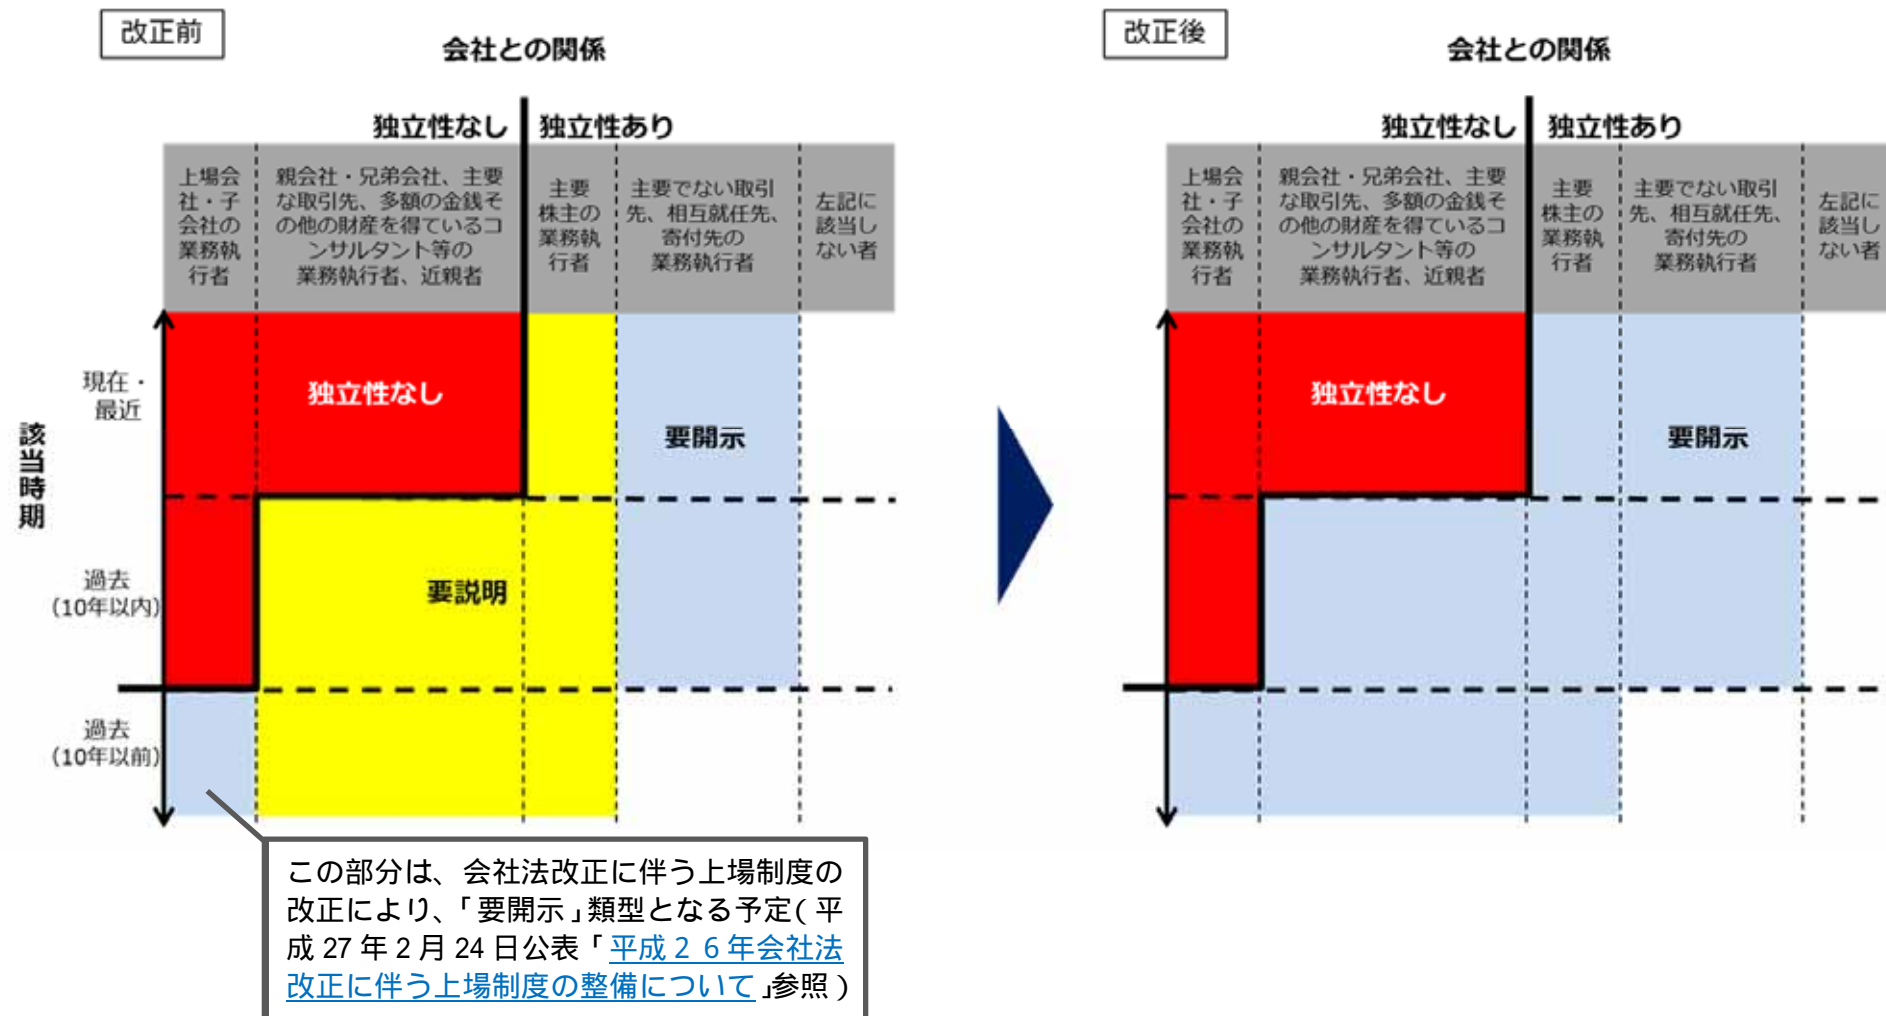 改正前
会社との関係
独立性なし
独立性あり
上場会
社・子
会社の
業務執
行者
親会社・兄弟会社、主要
な取引先、多額の金銭そ
の他の財産を得ているコ
ンサルタント等の
業務執行者、近親者
主要
株主の
業務執
行者
主要でない取引
先、相互就任先、
寄付先の
業務執行者
左記に
該当し
ない者
該当時期
現在・
最近
過去
（10年以内）
過去
（10年以前）
独立性なし
要開示
要説明
この部分は、会社法改正に伴う上場制度の
改正により、「要開示」類型となる予定（平
成 27 年 2 月 24 日公表「平成２６年会社法
改正に伴う上場制度の整備について」参照）
改正後
会社との関係
独立性なし
独立性あり
上場会
社・子
会社の
業務執
行者
親会社・兄弟会社、主要
な取引先、多額の金銭そ
の他の財産を得ているコ
ンサルタント等の
業務執行者、近親者
主要
株主の
業務執
行者
主要でない取引
先、相互就任先、
寄付先の
業務執行者
左記に
該当し
ない者
独立性なし
要開示